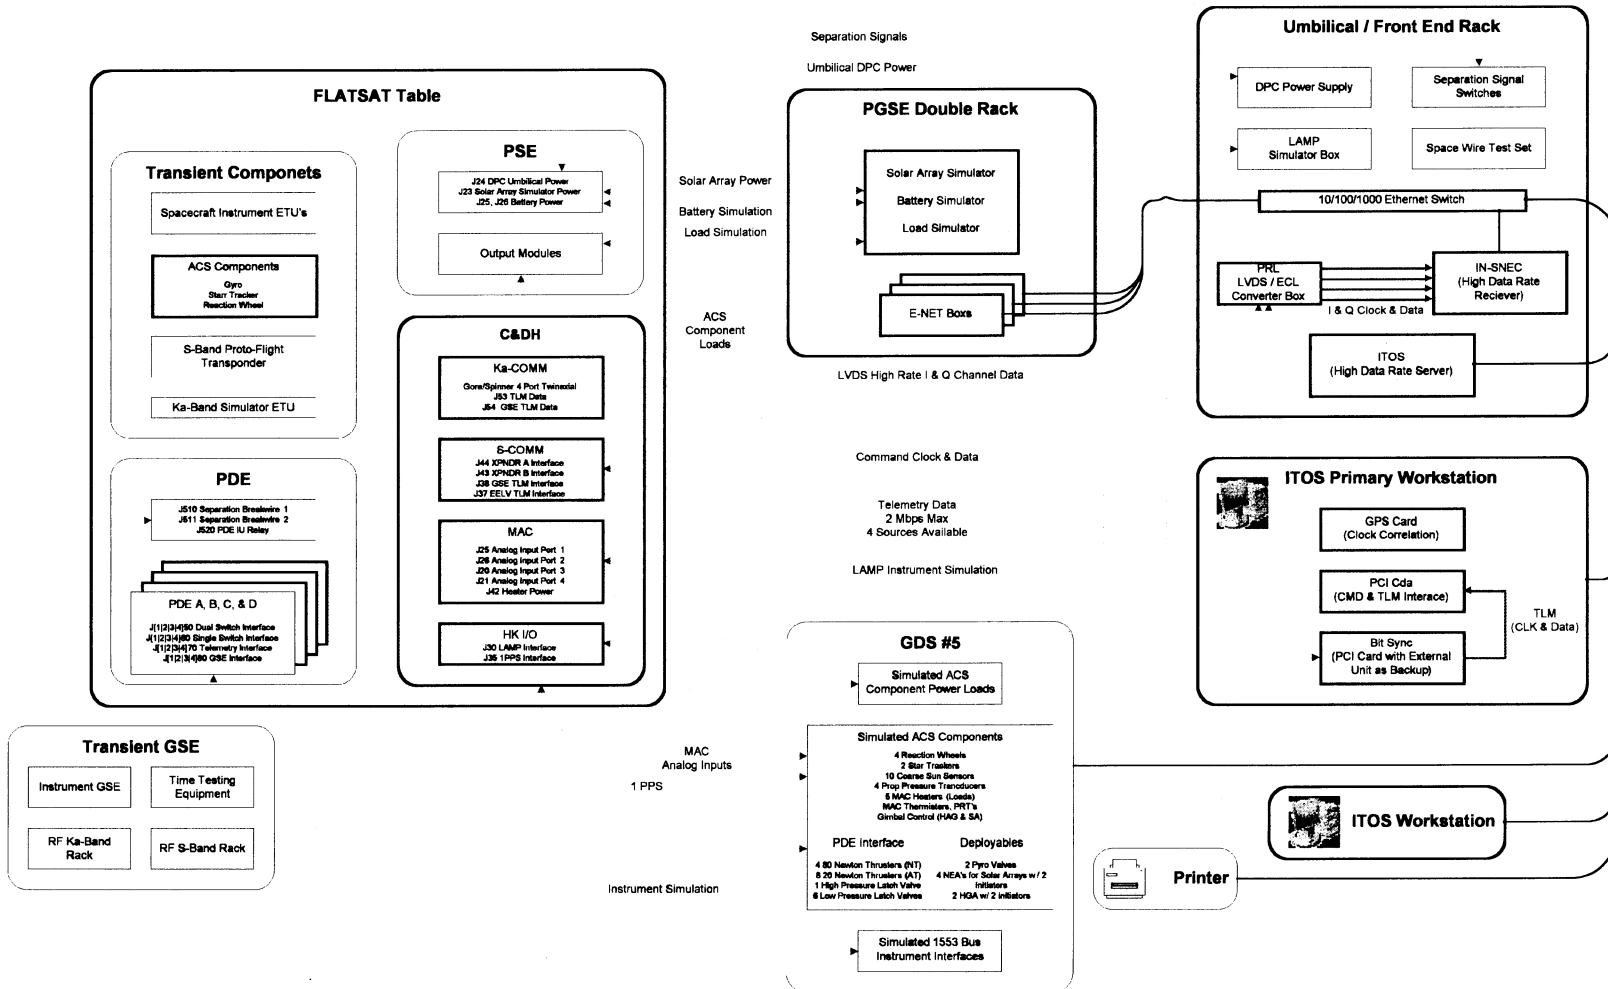 FLATSAT Table
Transient Componets
Spacecraft Instrument ETU's
ACS Components
Gyro
Starr Tracker
Reaction Wheel
S-Band Proto-Flight
Transponder
Ka-Band Simulator ETU
PDE
J510 Separation Breakwire 1
J511 Separation Breakwire 2
J520 PDE IU Relay
PDE A, B, C, & D
J[1|2|3|4]50 Dual Switch Interface
J[1|2|3|4]60 Single Switch Interface
J[1|2|3|4]70 Telemetry Interface
J[1|2|3|4]80 GSE Interface
PSE
J24 DPC Umbilical Power
J23 Solar Array Simulator Power
J25, J26 Battery Power
Output Modules
C&DH
Ka-COMM
Gore/Spinner 4 Port Twinaxial
J53 TLM Data
J54 GSE TLM Data
S-COMM
J44 XPNDR A Interface
J43 XPNDR B Interface
J38 GSE TLM Interface
J37 EELV TLM Interface
MAC
J25 Analog Input Port 1
J26 Analog Input Port 2
J20 Analog Input Port 3
J21 Analog Input Port 4
J42 Heater Power
HK I/O
J30 LAMP Interface
J35 1PPS Interface
Transient GSE
Instrument GSE
Time Testing
Equipment
RF Ka-Band
Rack
RF S-Band Rack
Separation Signals
Umbilical DPC Power
Solar Array Power
Battery Simulation
Load Simulation
ACS
Component
Loads
PGSE Double Rack
Solar Array Simulator
Battery Simulator
Load Simulator
E-NET Boxs
LVDS High Rate I & Q Channel Data
Command Clock & Data
Telemetry Data
2 Mbps Max
4 Sources Available
LAMP Instrument Simulation
MAC
Analog Inputs
1 PPS
Instrument Simulation
GDS #5
Simulated ACS
Component Power Loads
Simulated ACS Components
4 Reaction Wheels
2 Star Trakers
10 Coarse Sun Sensors
4 Prop Pressure Trancducers
5 MAC Heaters (Loads)
MAC Thermisters, PRT's
Gimbal Control (HAG & SA)
PDE Interface
4 80 Newton Thrusters (NT)
8 20 Newton Thrusters (AT)
1 High Pressure Latch Valve
6 Low Pressure Latch Valves
Deployables
2 Pyro Valves
4 NEA's for Solar Arrays w/ 2
Initiators
2 HGA w/ 2 Initiators
Simulated 1553 Bus
Instrument Interfaces
Umbilical / Front End Rack
DPC Power Supply
Separation Signal
Switches
LAMP
Simulator Box
Space Wire Test Set
10/100/1000 Ethernet Switch
PRL
LVDS / ECL
Converter Box
I & Q Clock & Data
IN-SNEC
(High Data Rate
Reciever)
ITOS
(High Data Rate Server)
ITOS Primary Workstation
GPS Card
(Clock Correlation)
PCI Cda
(CMD & TLM Interace)
TLM
(CLK & Data)
Bit Sync
(PCI Card with External
Unit as Backup)
ITOS Workstation
Printer